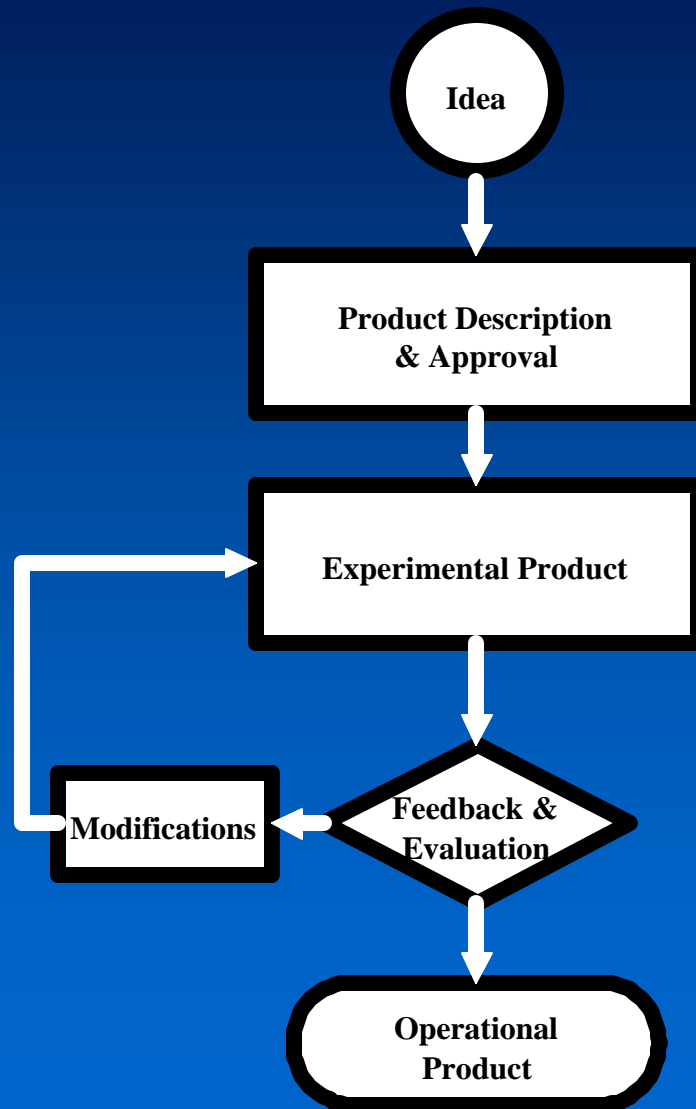 Idea
Product Description
& Approval
Experimental Product
Feedback &
Evaluation
Modifications
Operational
Product